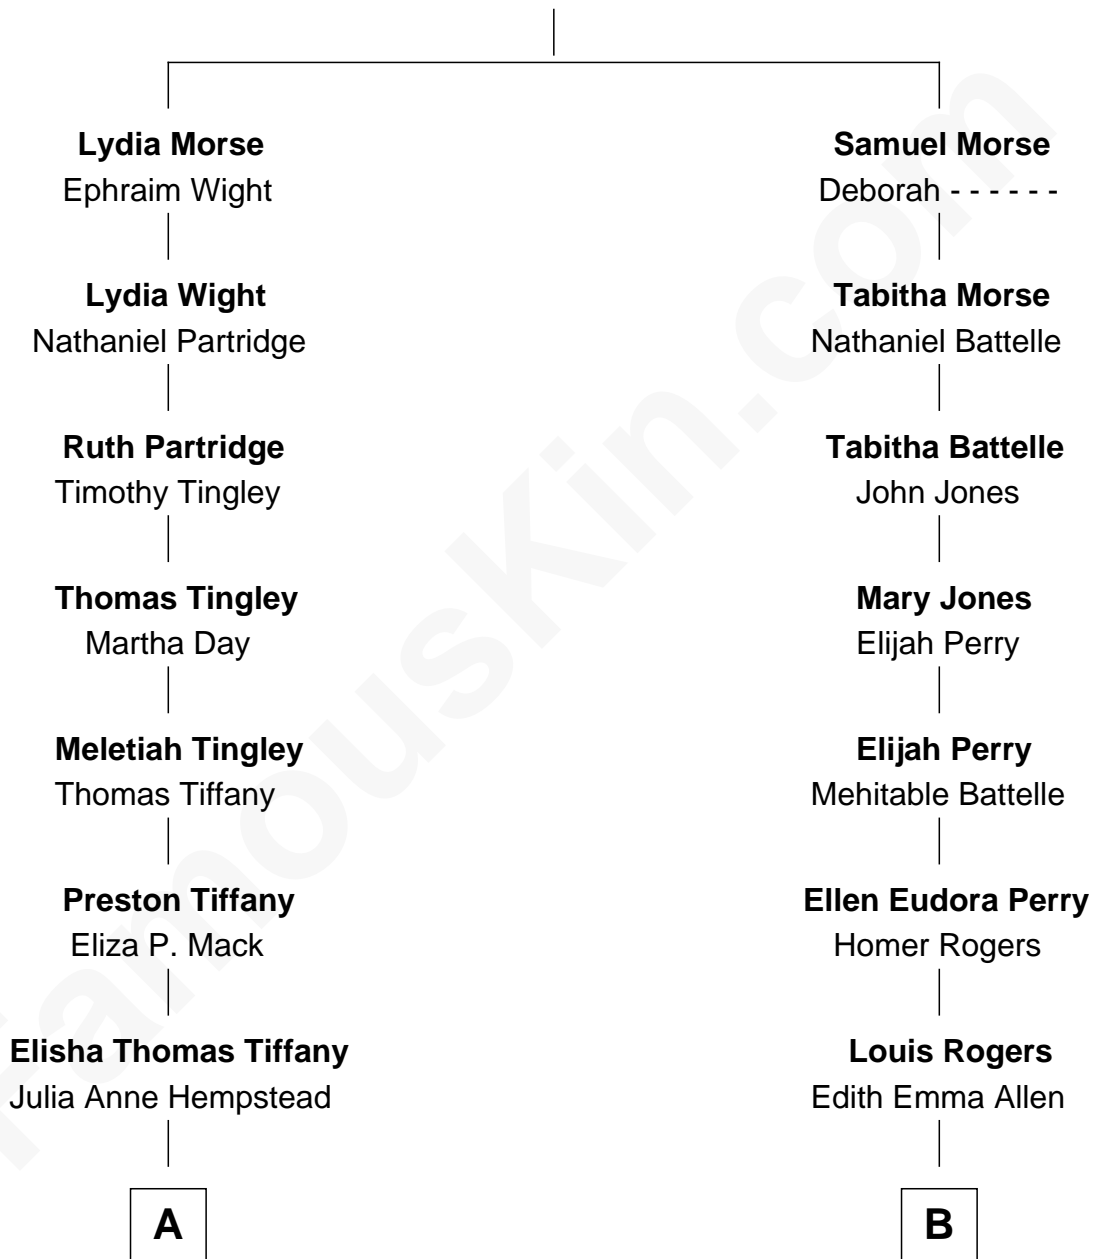 Lydia Morse
Ephraim Wight
Lydia Wight
Nathaniel Partridge
Ruth Partridge
Timothy Tingley
Thomas Tingley
Martha Day
Meletiah Tingley
Thomas Tiffany
Preston Tiffany
Eliza P. Mack
Elisha Thomas Tiffany
Julia Anne Hempstead
A
Samuel Morse
Deborah - - - - - -
Tabitha Morse
Nathaniel Battelle
Tabitha Battelle
John Jones
Mary Jones
Elijah Perry
Elijah Perry
Mehitable Battelle
Ellen Eudora Perry
Homer Rogers
Louis Rogers
Edith Emma Allen
B
FamousKin.com